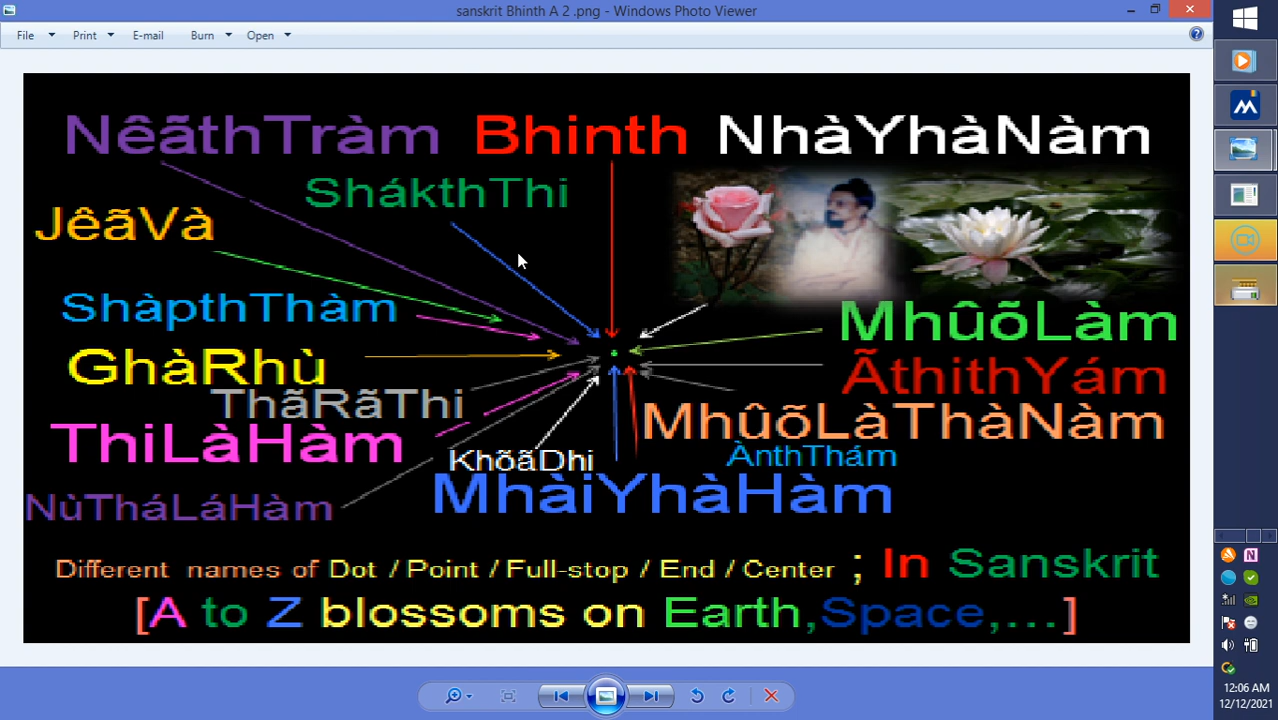 sanskrit Bhinth A 2 .png - Windows Photo Viewer
File Print E-mail Burn Open
NêãthTràm Bhinth NhàYhàNàm
ShákthThi
JêãVà
ShàpthThàm
MhûõLàm
GhàRhù
ÃthithYám
ThãRãThi
MhûõLàThàNàm
ThiLàHàm
KhõãDhi
ÀnthThám
NùTháLáHàm
MhàiYhàHàm
Different names of Dot / Point / Full-stop / End / Center ; In Sanskrit
[A to Z blossoms on Earth,Space,...]
12:06 AM
12/12/2021